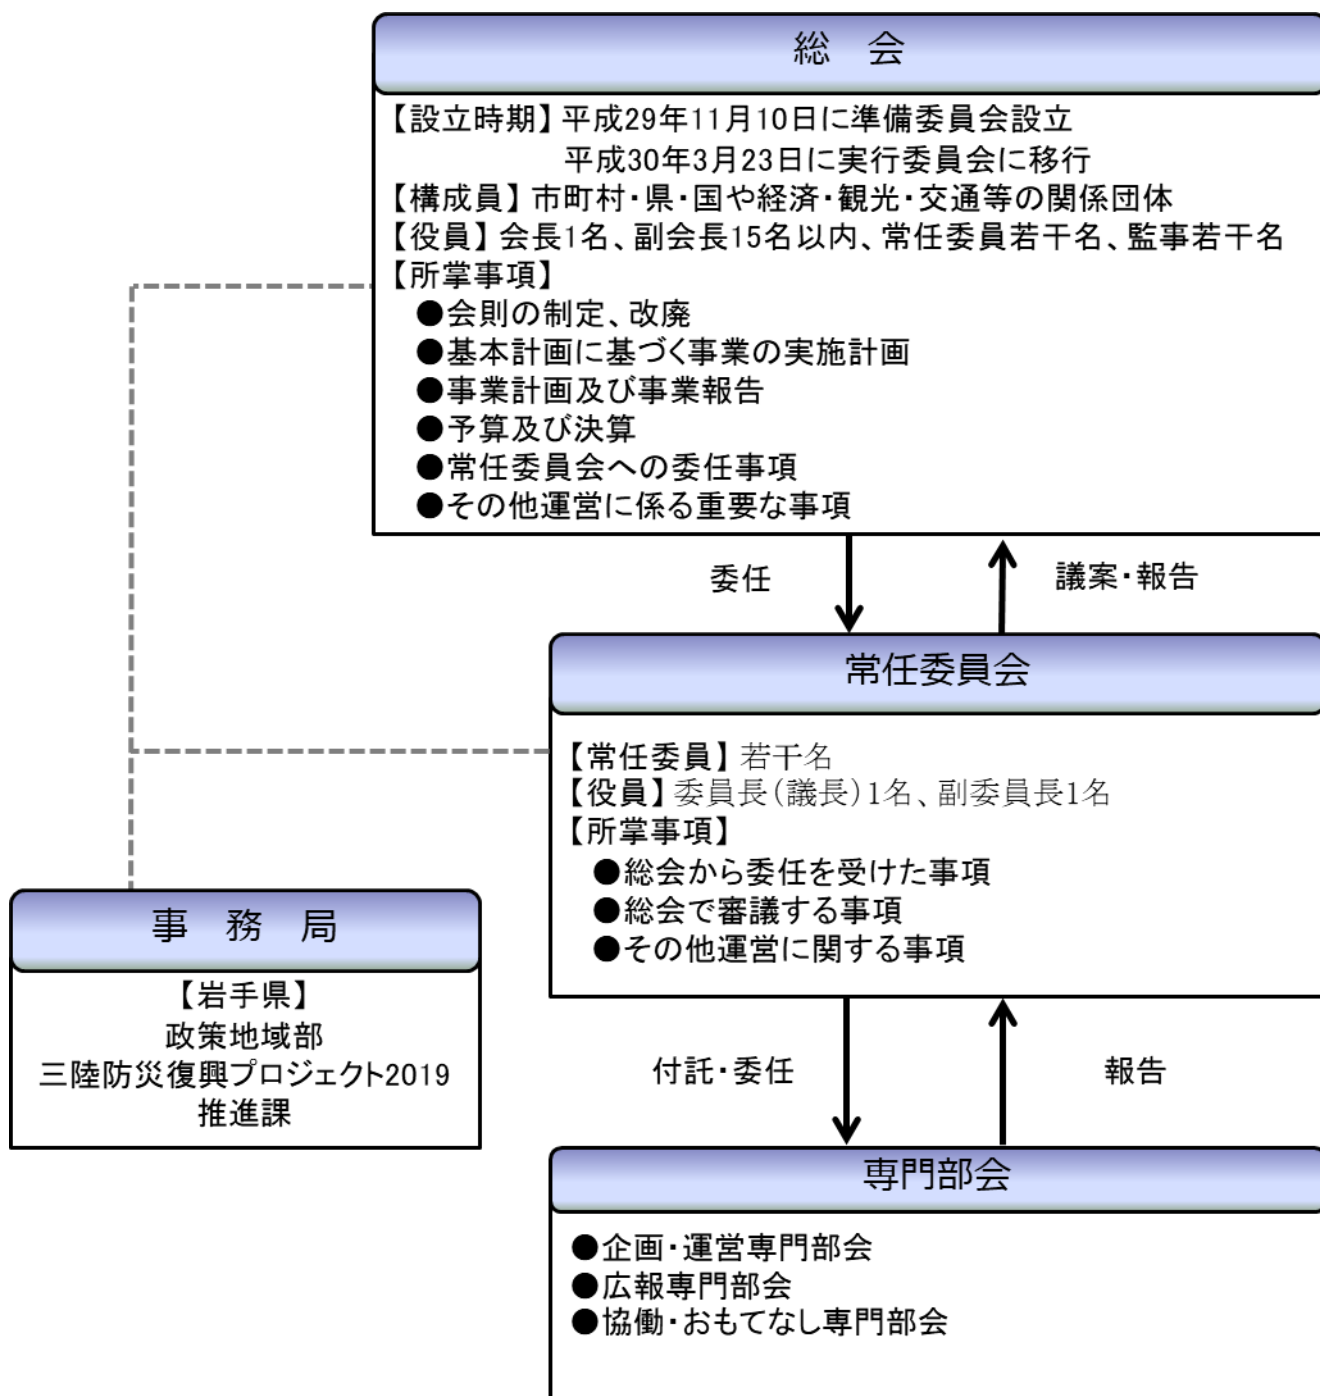 総　会
【設立時期】平成29年11月10日に準備委員会設立
平成30年3月23日に実行委員会に移行
【構成員】市町村・県・国や経済・観光・交通等の関係団体
【役員】会長1名、副会長15名以内、常任委員若干名、監事若干名
【所掌事項】
●会則の制定、改廃
●基本計画に基づく事業の実施計画
●事業計画及び事業報告
●予算及び決算
●常任委員会への委任事項
●その他運営に係る重要な事項
委任
議案・報告
常任委員会
【常任委員】若干名
【役員】委員長（議長）1名、副委員長1名
【所掌事項】
●総会から委任を受けた事項
●総会で審議する事項
●その他運営に関する事項
事　務　局
【岩手県】
政策地域部
三陸防災復興プロジェクト2019
推進課
付託・委任
報告
専門部会
●企画・運営専門部会
●広報専門部会
●協働・おもてなし専門部会